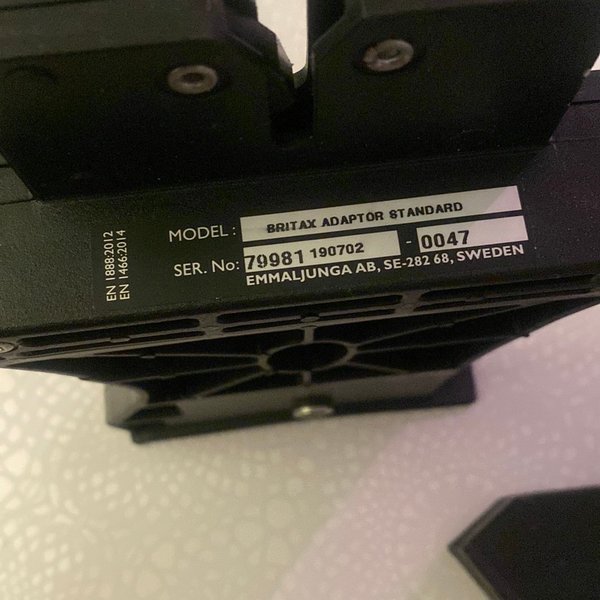 EN 1888:2012
EN 1466:2014
MODEL : BRITAX ADAPTOR STANDARD
SER. No: 79981 190702 - 0047
EMMALJUNGA AB, SE-282 68, SWEDEN